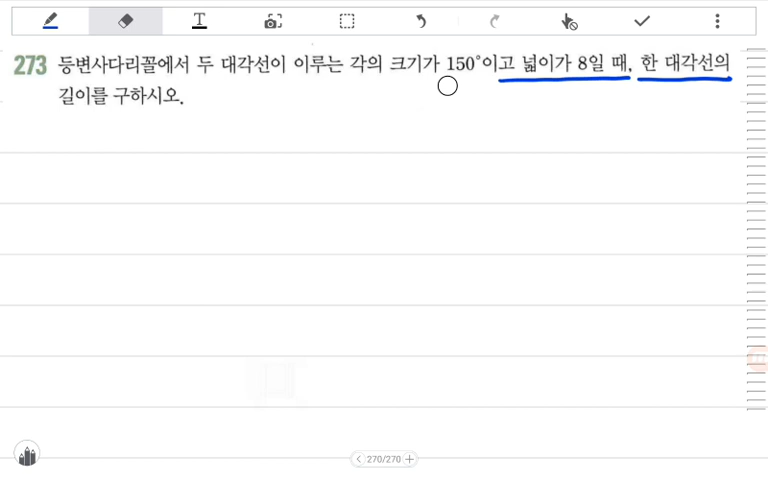 T
273 등변사다리꼴에서 두 대각선이 이루는 각의 크기가 150°이고 넓이가 8일 때, 한 대각선의
길이를 구하시오.
< 270/270 +